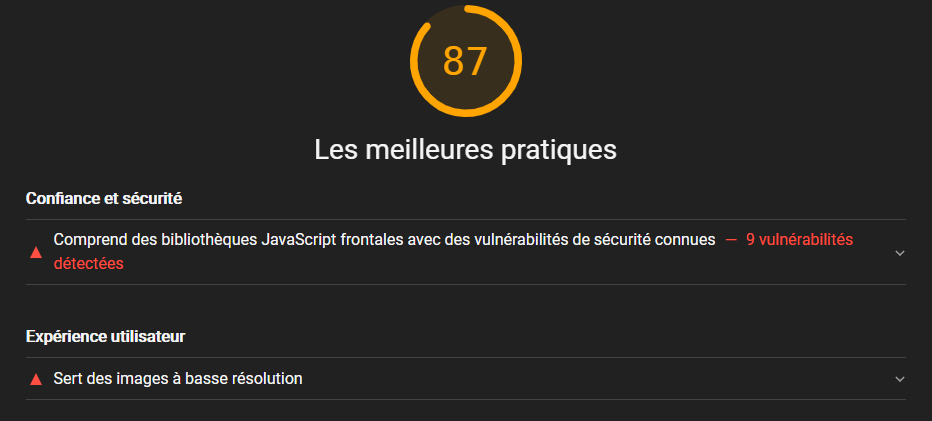 87
Les meilleures pratiques
Confiance et sécurité
Comprend des bibliothèques JavaScript frontales avec des vulnérabilités de sécurité connues — 9 vulnérabilités
détectées
Expérience utilisateur
Sert des images à basse résolution